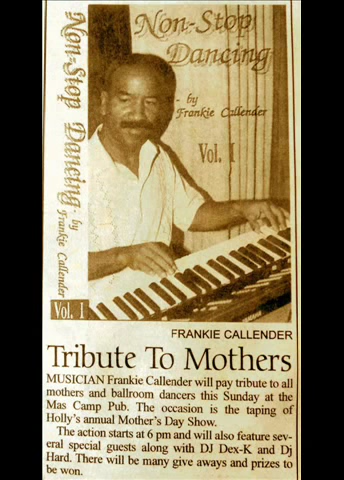 Non-Stop Dancing by Frankie Callender
Vol. I
Non-Stop
Dancing
- by
Frankie Callender
Vol. I
FRANKIE CALLENDER
Tribute To Mothers
MUSICIAN Frankie Callender will pay tribute to all
mothers and ballroom dancers this Sunday at the
Mas Camp Pub. The occasion is the taping of
Holly's annual Mother's Day Show.
The action starts at 6 pm and will also feature sev-
eral special guests along with DJ Dex-K and Dj
Hard. There will be many give aways and prizes to
be won.